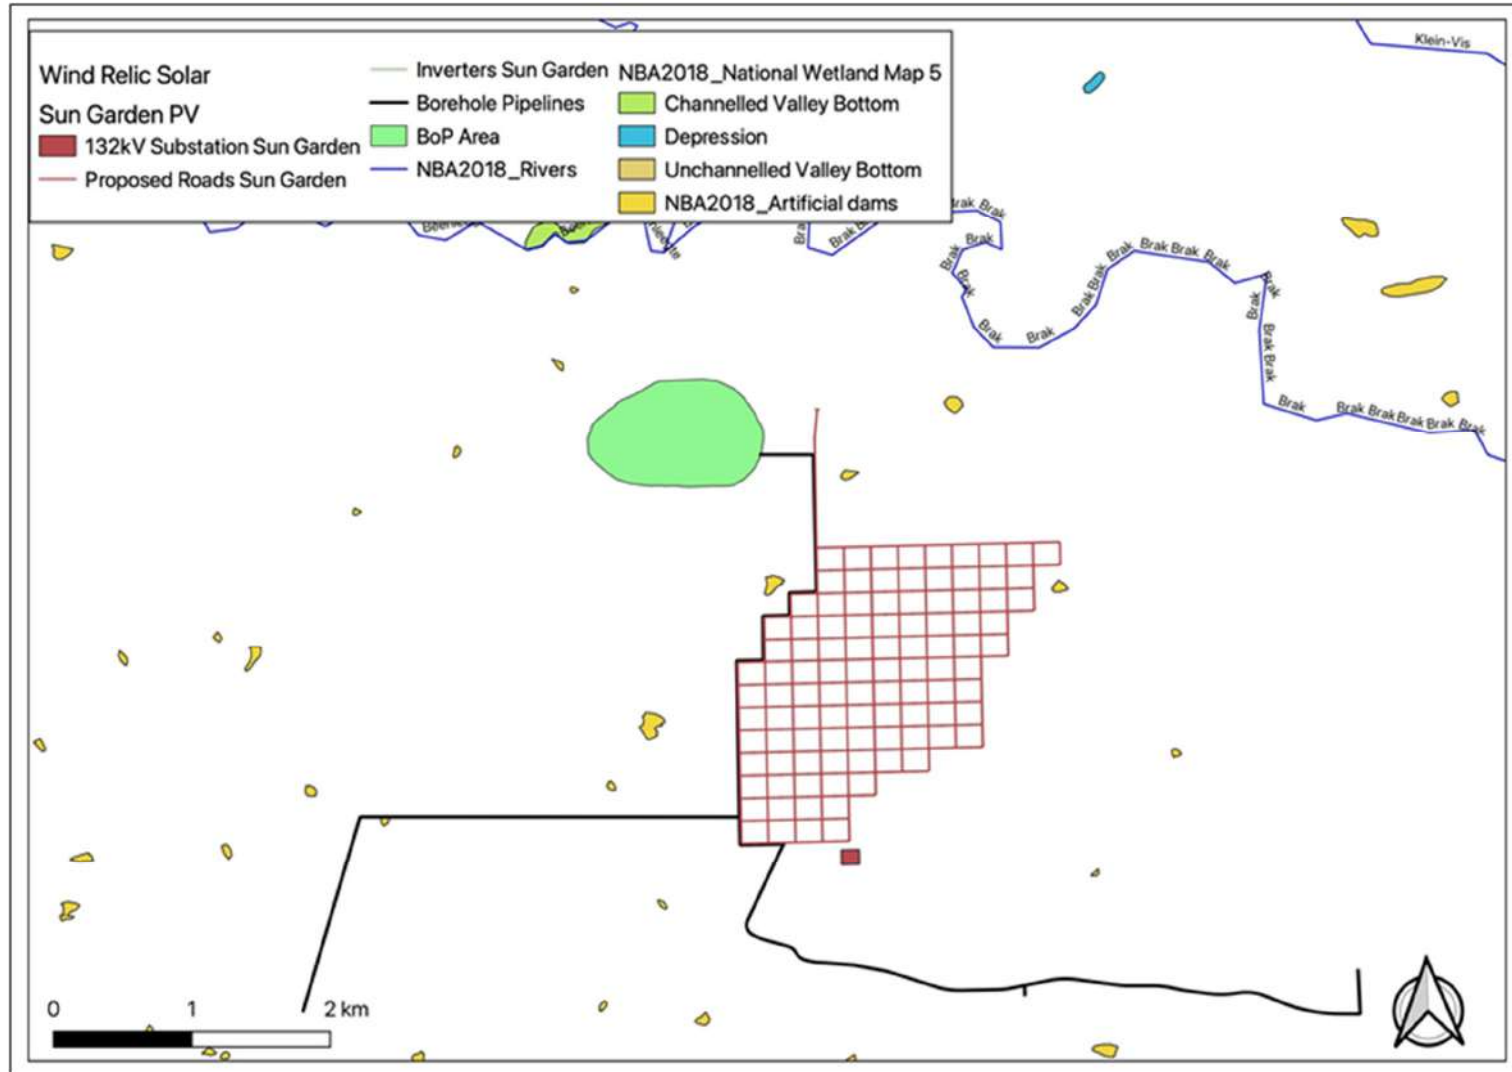 Wind Relic Solar
Sun Garden PV
132kV Substation Sun Garden
Proposed Roads Sun Garden
Inverters Sun Garden
Borehole Pipelines
BoP Area
NBA2018_Rivers
NBA2018_National Wetland Map 5
Channelled Valley Bottom
Depression
Unchannelled Valley Bottom
NBA2018_Artificial dams
Klein-Vis
Brak
Brak
Brak
Brak
Brak
Brak
Brak
Brak
Brak Brak
Brak
Brak Brak Brak
Brak
Brak
Brak Brak
Brak
Brak Brak Brak Brak Brak
0 1 2 km